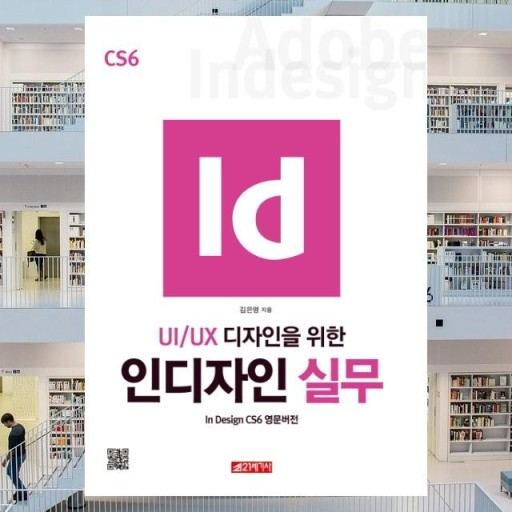 Adobe
Indesign
CS6
Id
김은영 지음
UI/UX 디자인을 위한
인디자인 실무
In Design CS6 영문버전
21세기사